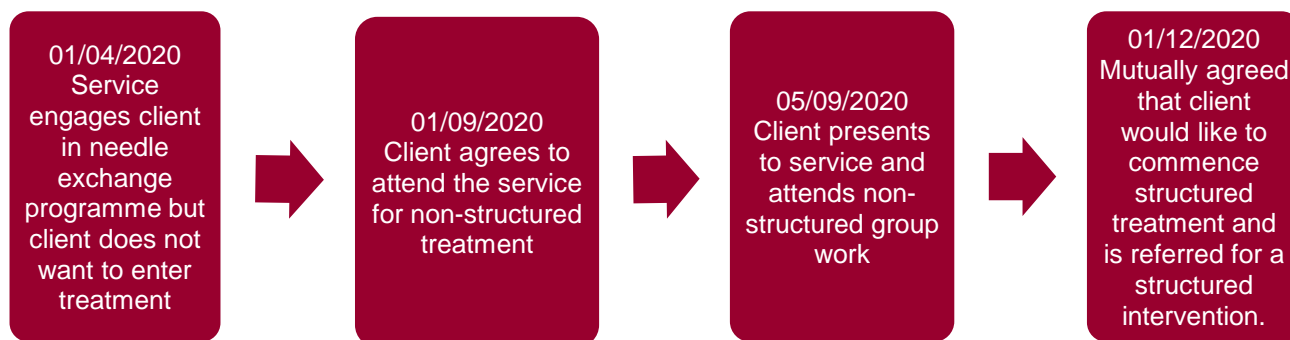 01/04/2020
Service
engages client
in needle
exchange
programme but
client does not
want to enter
treatment
01/09/2020
Client agrees to
attend the service
for non-structured
treatment
05/09/2020
Client presents
to service and
attends non-
structured group
work
01/12/2020
Mutually agreed
that client
would like to
commence
structured
treatment and
is referred for a
structured
intervention.